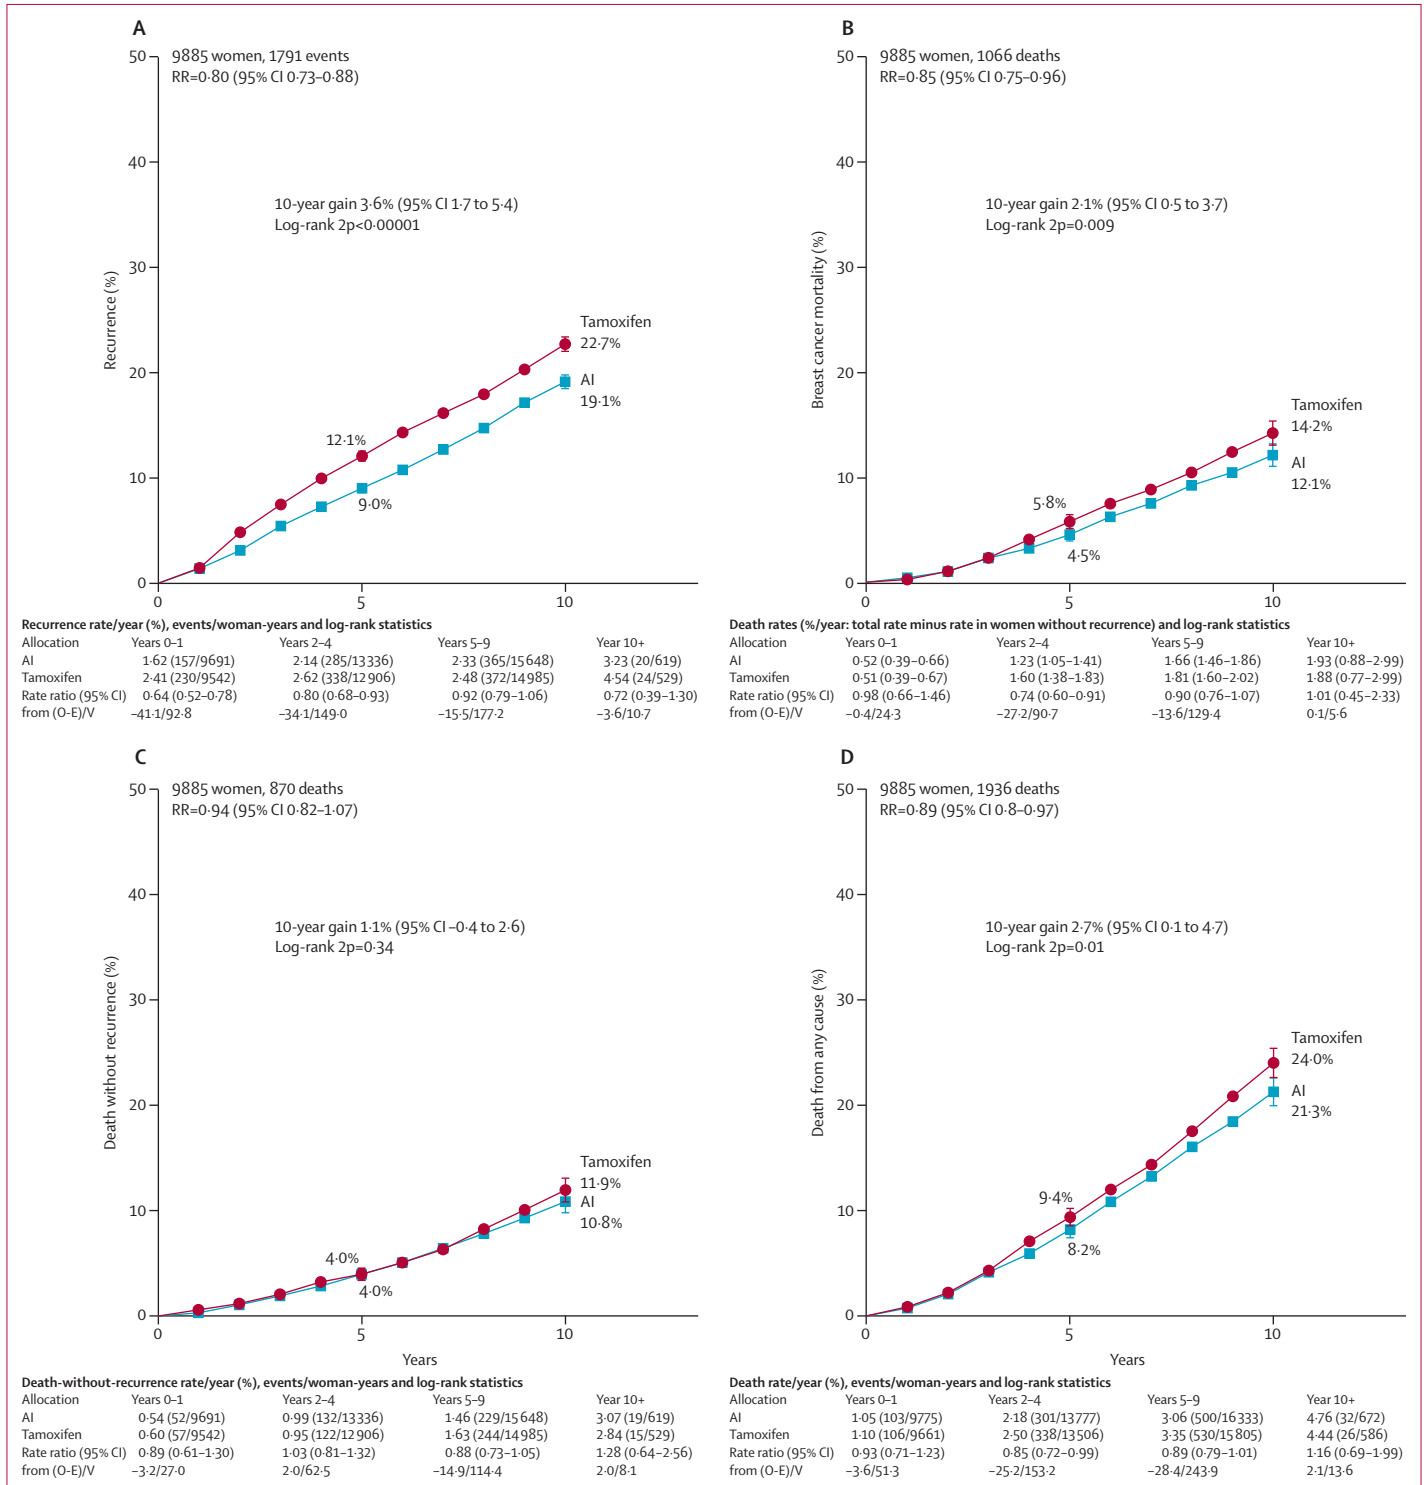 A
9885 women, 1791 events
RR=0·80 (95% CI 0·73–0·88)
50
40
30
20
10
0
Recurrence (%)
10-year gain 3·6% (95% CI 1·7 to 5·4)
Log-rank 2p<0·00001
Tamoxifen
22·7%
AI
19·1%
12·1%
9·0%
0 5 10
Recurrence rate/year (%), events/woman-years and log-rank statistics
Allocation Years 0–1 Years 2–4 Years 5–9 Year 10+
AI 1·62 (157/9691) 2·14 (285/13 336) 2·33 (365/15 648) 3·23 (20/619)
Tamoxifen 2·41 (230/9542) 2·62 (338/12 906) 2·48 (372/14 985) 4·54 (24/529)
Rate ratio (95% CI) 0·64 (0·52–0·78) 0·80 (0·68–0·93) 0·92 (0·79–1·06) 0·72 (0·39–1·30)
from (O-E)/V –41·1/92·8 –34·1/149·0 –15·5/177·2 –3·6/10·7
B
9885 women, 1066 deaths
RR=0·85 (95% CI 0·75–0·96)
50
40
30
20
10
0
Breast cancer mortality (%)
10-year gain 2·1% (95% CI 0·5 to 3·7)
Log-rank 2p=0·009
Tamoxifen
14·2%
AI
12·1%
5·8%
4·5%
0 5 10
Death rates (%/year: total rate minus rate in women without recurrence) and log-rank statistics
Allocation Years 0–1 Years 2–4 Years 5–9 Year 10+
AI 0·52 (0·39–0·66) 1·23 (1·05–1·41) 1·66 (1·46–1·86) 1·93 (0·88–2·99)
Tamoxifen 0·51 (0·39–0·67) 1·60 (1·38–1·83) 1·81 (1·60–2·02) 1·88 (0·77–2·99)
Rate ratio (95% CI) 0·98 (0·66–1·46) 0·74 (0·60–0·91) 0·90 (0·76–1·07) 1·01 (0·45–2·33)
from (O-E)/V –0·4/24·3 –27·2/90·7 –13·6/129·4 0·1/5·6
C
9885 women, 870 deaths
RR=0·94 (95% CI 0·82–1·07)
50
40
30
20
10
0
Death without recurrence (%)
10-year gain 1·1% (95% CI –0·4 to 2·6)
Log-rank 2p=0·34
Tamoxifen
11·9%
AI
10·8%
4·0%
4·0%
0 5 10
Years
Death-without-recurrence rate/year (%), events/woman-years and log-rank statistics
Allocation Years 0–1 Years 2–4 Years 5–9 Year 10+
AI 0·54 (52/9691) 0·99 (132/13 336) 1·46 (229/15 648) 3·07 (19/619)
Tamoxifen 0·60 (57/9542) 0·95 (122/12 906) 1·63 (244/14 985) 2·84 (15/529)
Rate ratio (95% CI) 0·89 (0·61–1·30) 1·03 (0·81–1·32) 0·88 (0·73–1·05) 1·28 (0·64–2·56)
from (O-E)/V –3·2/27·0 2·0/62·5 –14·9/114·4 2·0/8·1
D
9885 women, 1936 deaths
RR=0·89 (95% CI 0·8–0·97)
50
40
30
20
10
0
Death from any cause (%)
10-year gain 2·7% (95% CI 0·1 to 4·7)
Log-rank 2p=0·01
Tamoxifen
24·0%
AI
21·3%
9·4%
8·2%
0 5 10
Years
Death rate/year (%), events/woman-years and log-rank statistics
Allocation Years 0–1 Years 2–4 Years 5–9 Year 10+
AI 1·05 (103/9775) 2·18 (301/13777) 3·06 (500/16 333) 4·76 (32/672)
Tamoxifen 1·10 (106/9661) 2·50 (338/13 506) 3·35 (530/15 805) 4·44 (26/586)
Rate ratio (95% CI) 0·93 (0·71–1·23) 0·85 (0·72–0·99) 0·89 (0·79–1·01) 1·16 (0·69–1·99)
from (O-E)/V –3·6/51·3 –25·2/153·2 –28·4/243·9 2·1/13·6